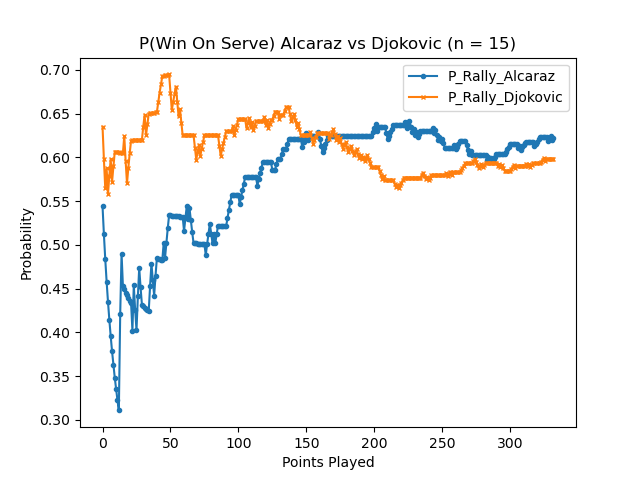 P(Win On Serve) Alcaraz vs Djokovic (n = 15)
P_Rally_Alcaraz
P_Rally_Djokovic
Probability
0.70
0.65
0.60
0.55
0.50
0.45
0.40
0.35
0.30
0 50 100 150 200 250 300
Points Played